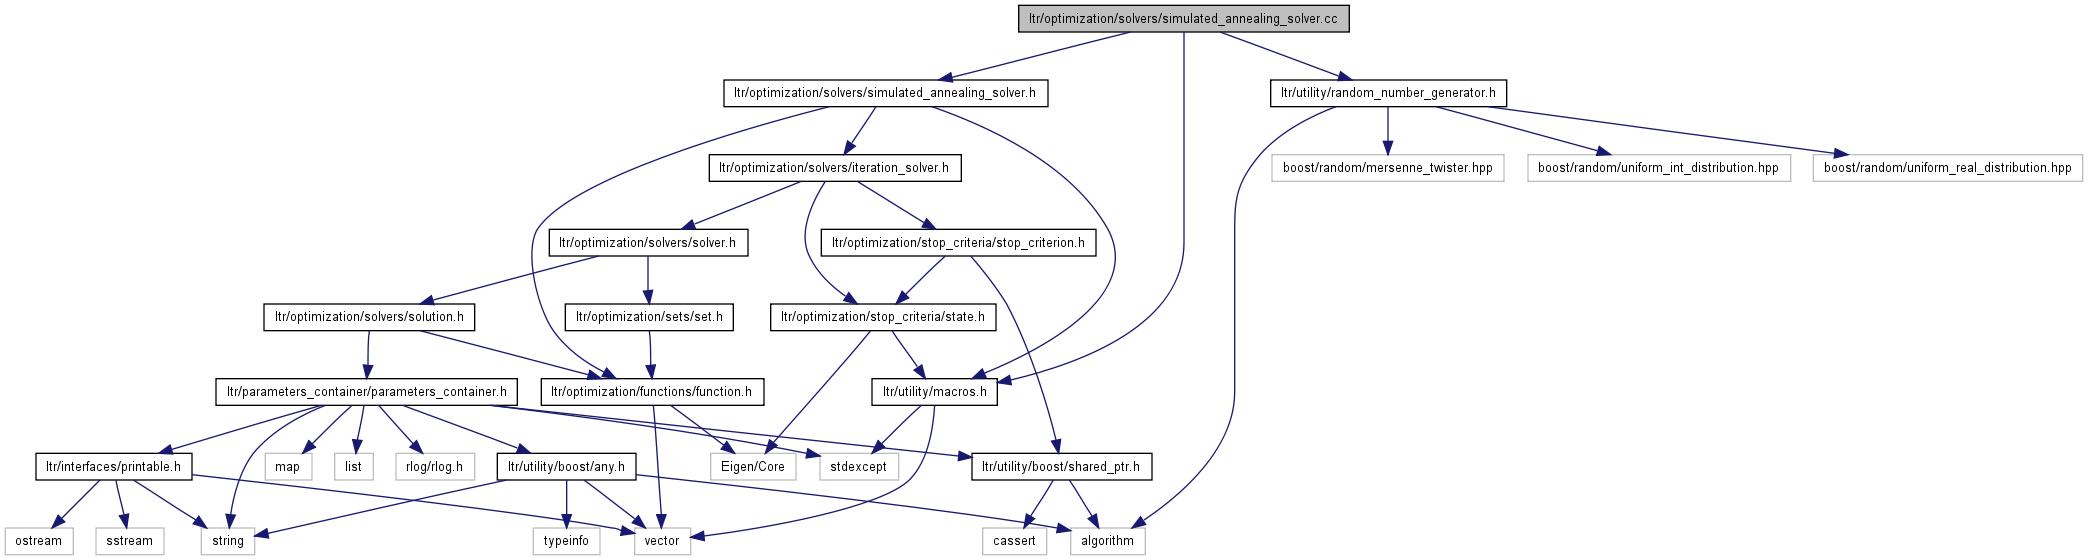 ltr/optimization/solvers/simulated_annealing_solver.cc
ltr/optimization/solvers/simulated_annealing_solver.h
ltr/utility/random_number_generator.h
ltr/optimization/solvers/iteration_solver.h
boost/random/mersenne_twister.hpp
boost/random/uniform_int_distribution.hpp
boost/random/uniform_real_distribution.hpp
ltr/optimization/solvers/solver.h
ltr/optimization/stop_criteria/stop_criterion.h
ltr/optimization/solvers/solution.h
ltr/optimization/sets/set.h
ltr/optimization/stop_criteria/state.h
ltr/parameters_container/parameters_container.h
ltr/optimization/functions/function.h
ltr/utility/macros.h
ltr/interfaces/printable.h
map
list
rlog/rlog.h
ltr/utility/boost/any.h
Eigen/Core
stdexcept
ltr/utility/boost/shared_ptr.h
ostream
sstream
string
typeinfo
vector
cassert
algorithm